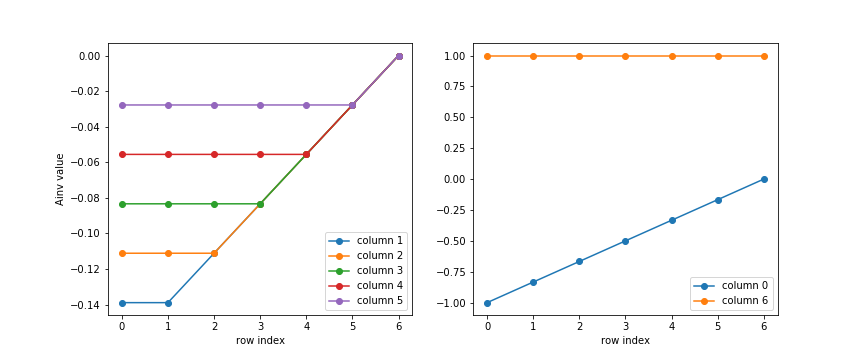 0.00
−0.02
−0.04
−0.06
−0.08
−0.10
−0.12
−0.14
Ainv value
0 1 2 3 4 5 6
row index
column 1
column 2
column 3
column 4
column 5
1.00
0.75
0.50
0.25
0.00
−0.25
−0.50
−0.75
−1.00
0 1 2 3 4 5 6
row index
column 0
column 6